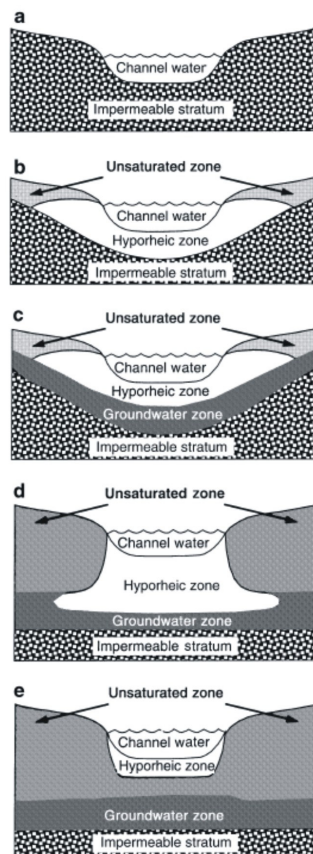 a
Channel water
Impermeable stratum
b
Unsaturated zone
Channel water
Hyporheic zone
Impermeable stratum
c
Unsaturated zone
Channel water
Hyporheic zone
Groundwater zone
Impermeable stratum
d
Unsaturated zone
Channel water
Hyporheic zone
Groundwater zone
Impermeable stratum
e
Unsaturated zone
Channel water
Hyporheic zone
Groundwater zone
Impermeable stratum